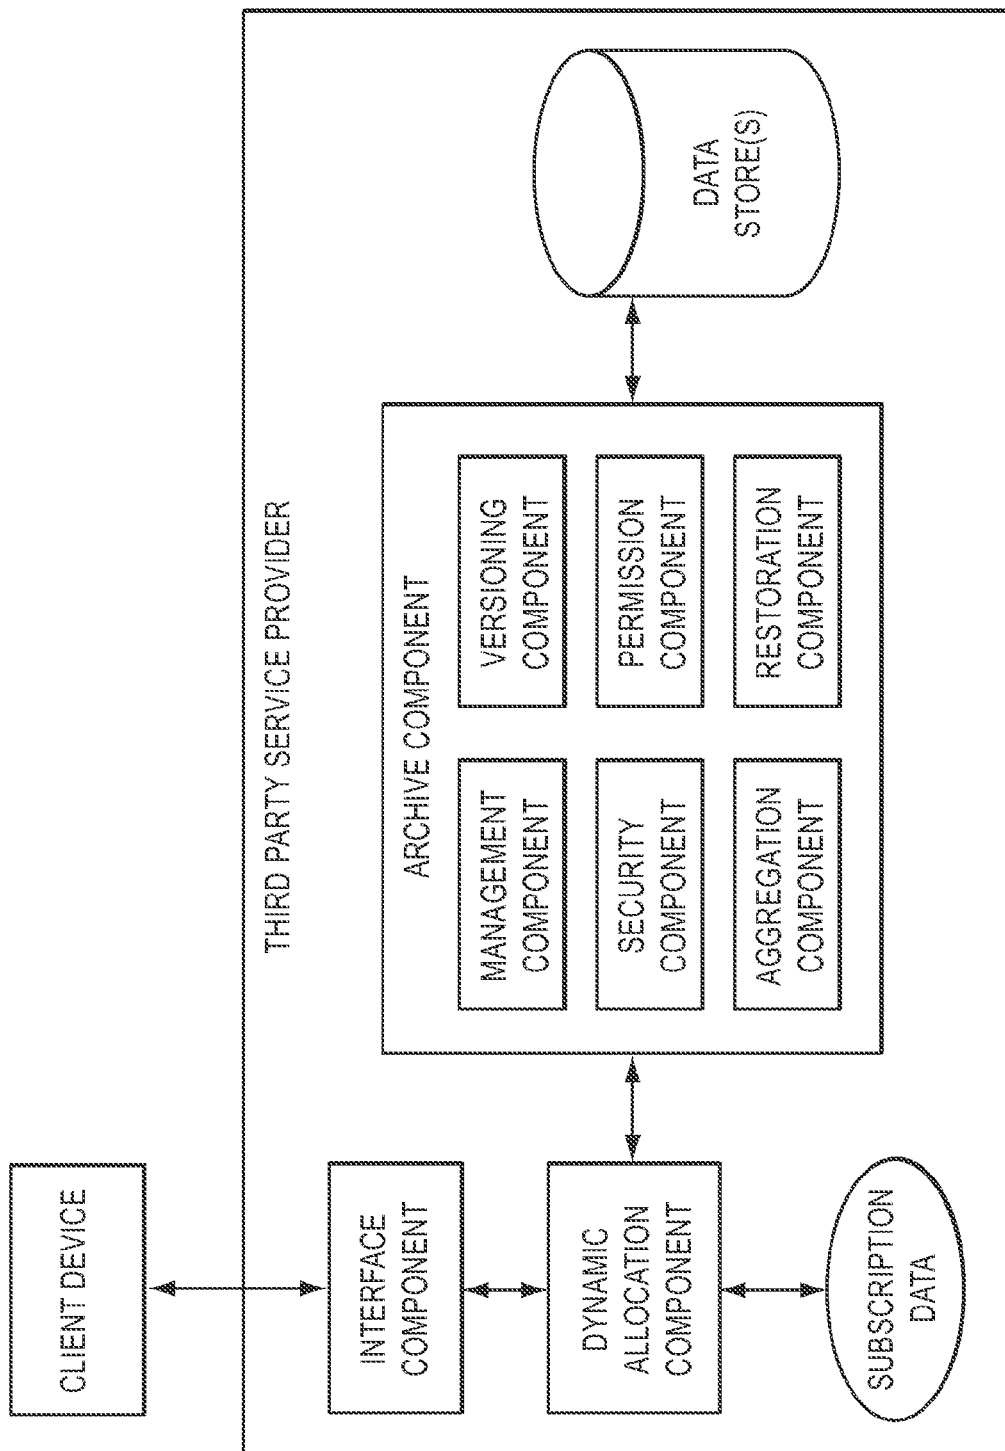 CLIENT DEVICE
THIRD PARTY SERVICE PROVIDER
INTERFACE
COMPONENT
DYNAMIC
ALLOCATION
COMPONENT
SUBSCRIPTION
DATA
ARCHIVE COMPONENT
MANAGEMENT
COMPONENT
VERSIONING
COMPONENT
SECURITY
COMPONENT
PERMISSION
COMPONENT
AGGREGATION
COMPONENT
RESTORATION
COMPONENT
DATA
STORE(S)